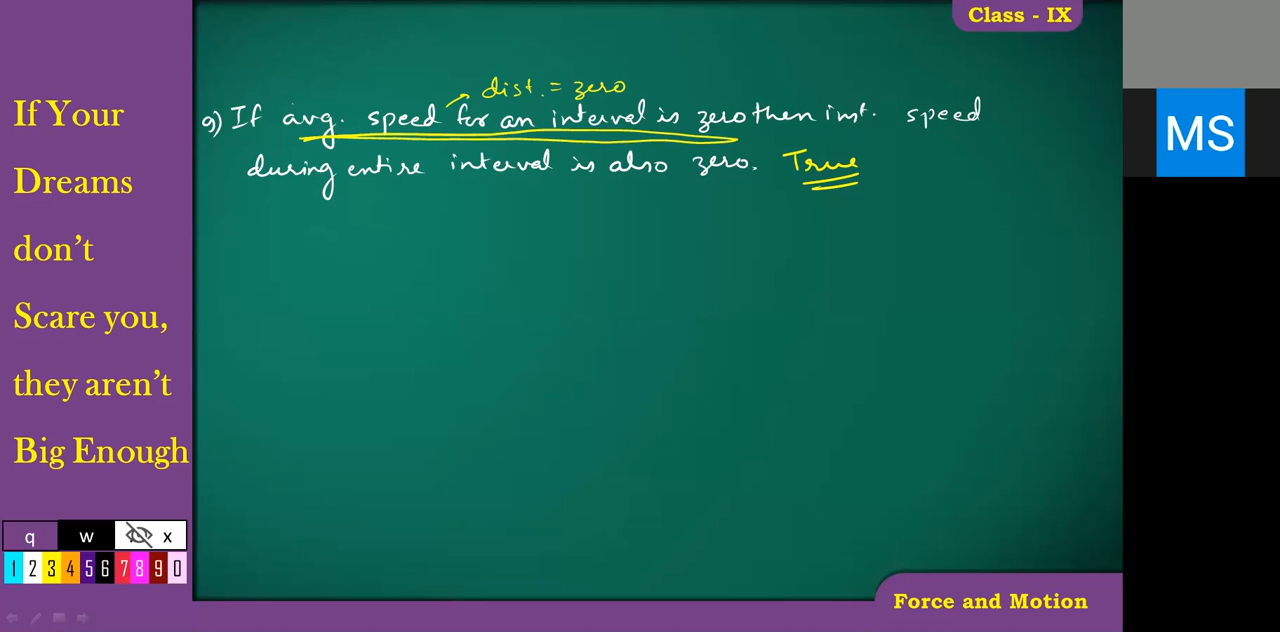 Class - IX
If Your
Dreams
don't
Scare you,
they aren't
Big Enough
dist. = zero
9) If avg. speed for an interval is zero then inst. speed
during entire interval is also zero. True
MS
q w x
1 2 3 4 5 6 7 8 9 0
Force and Motion